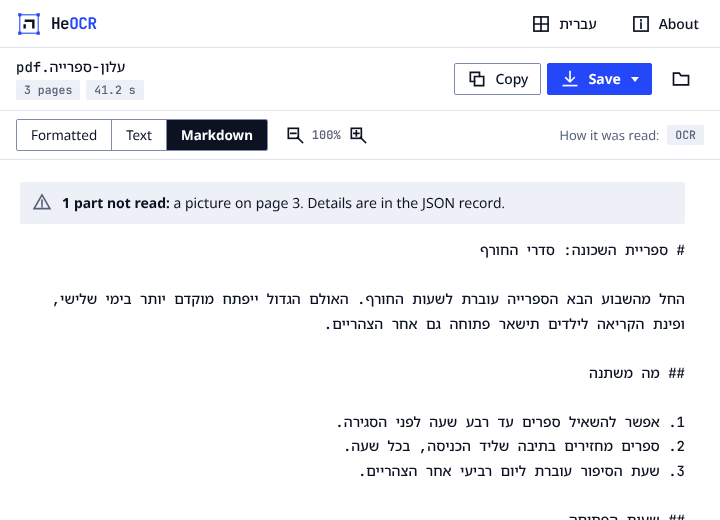 HeOCR
עברית
About
עלון-ספרייה.pdf
3 pages
41.2 s
Copy
Save
Formatted
Text
Markdown
100%
How it was read:
OCR
1 part not read: a picture on page 3. Details are in the JSON record.
# ספריית השכונה: סדרי החורף
החל מהשבוע הבא הספרייה עוברת לשעות החורף. האולם הגדול ייפתח מוקדם יותר בימי שלישי,
ופינת הקריאה לילדים תישאר פתוחה גם אחר הצהריים.
## מה משתנה
1. אפשר להשאיל ספרים עד רבע שעה לפני הסגירה.
2. ספרים מחזירים בתיבה שליד הכניסה, בכל שעה.
3. שעת הסיפור עוברת ליום רביעי אחר הצהריים.
## שעות הפתיחה